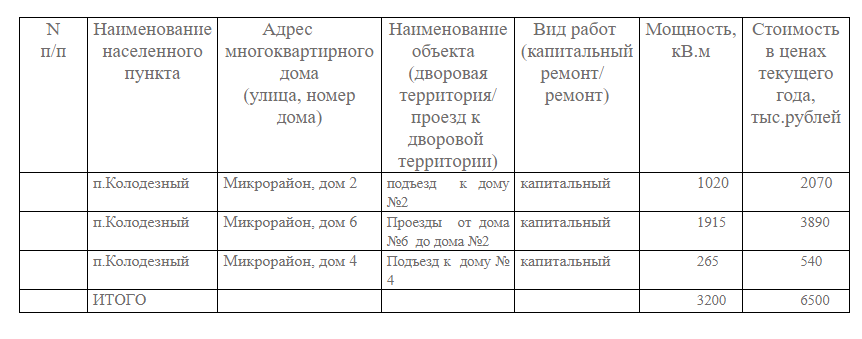 N п/п
Наименование населенного пункта
Адрес многоквартирного дома (улица, номер дома)
Наименование объекта (дворовая территория/ проезд к дворовой территории)
Вид работ (капитальный ремонт/ ремонт)
Мощность, кВ.м
Стоимость в ценах текущего года, тыс.рублей
п.Колодезный Микрорайон, дом 2 подъезд к дому №2 капитальный 1020 2070
п.Колодезный Микрорайон, дом 6 Проезды от дома №6 до дома №2 капитальный 1915 3890
п.Колодезный Микрорайон, дом 4 Подъезд к дому № 4 капитальный 265 540
ИТОГО 3200 6500